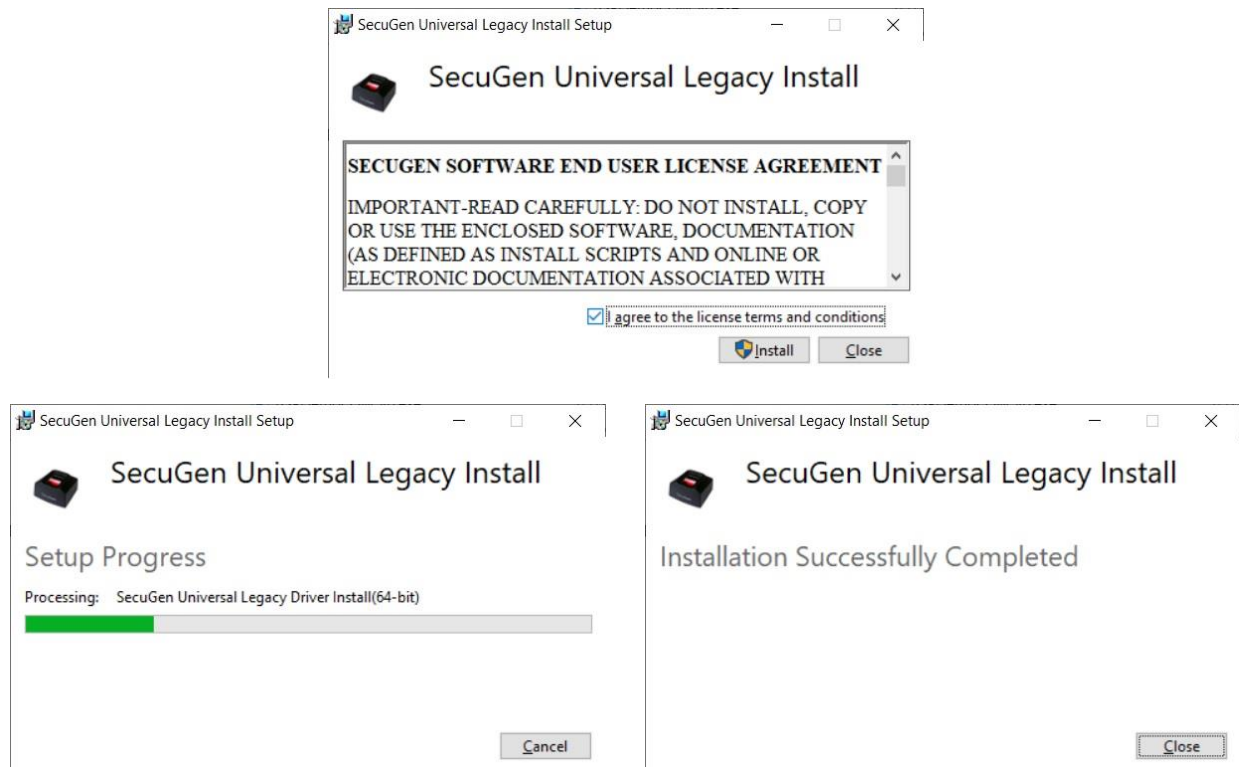 SecuGen Universal Legacy Install Setup
SecuGen Universal Legacy Install
SECUGEN SOFTWARE END USER LICENSE AGREEMENT
IMPORTANT-READ CAREFULLY: DO NOT INSTALL, COPY
OR USE THE ENCLOSED SOFTWARE, DOCUMENTATION
(AS DEFINED AS INSTALL SCRIPTS AND ONLINE OR
ELECTRONIC DOCUMENTATION ASSOCIATED WITH
I agree to the license terms and conditions
Install Close
SecuGen Universal Legacy Install Setup
SecuGen Universal Legacy Install
Setup Progress
Processing: SecuGen Universal Legacy Driver Install(64-bit)
Cancel
SecuGen Universal Legacy Install Setup
SecuGen Universal Legacy Install
Installation Successfully Completed
Close